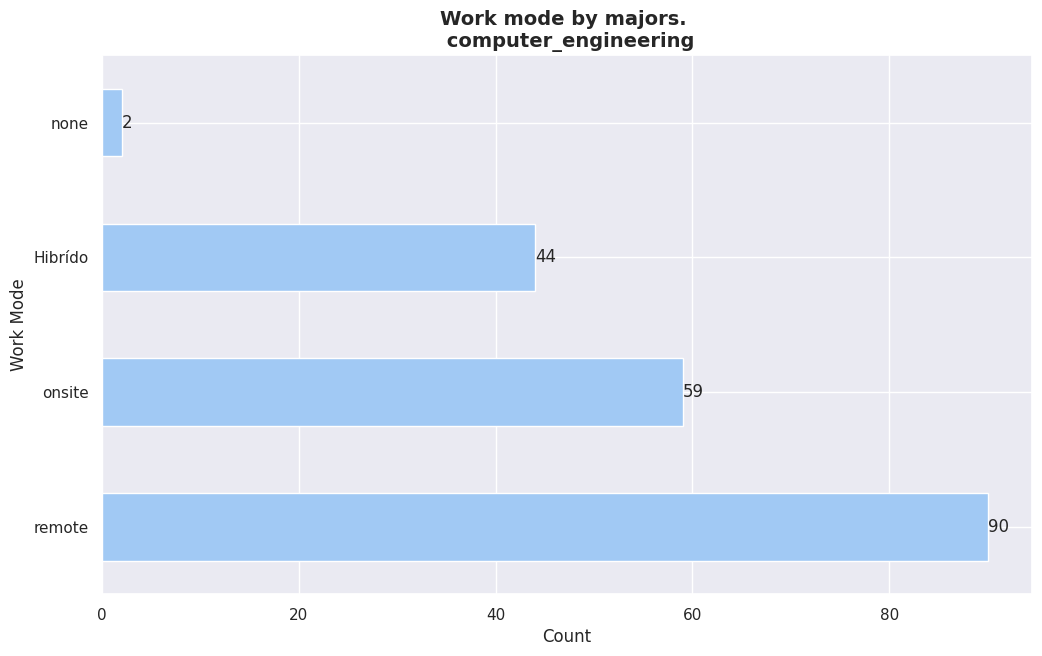 Work mode by majors.
computer_engineering
none
2
Hibrído
44
onsite
59
remote
90
Work Mode
0
20
40
60
80
Count